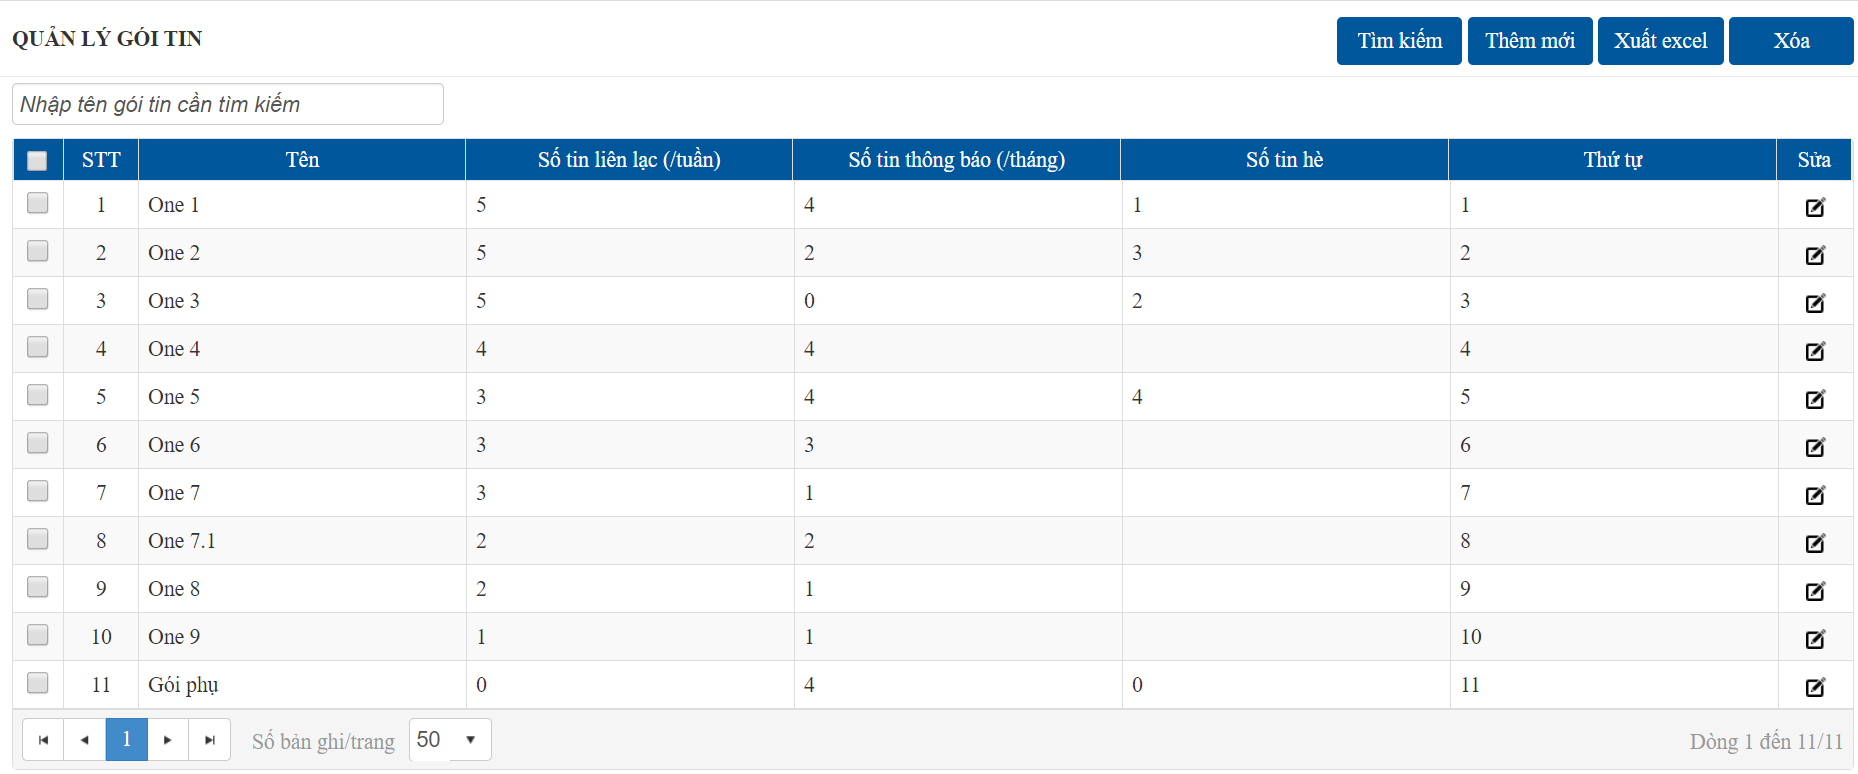 QUẢN LÝ GÓI TIN
Tìm kiếm Thêm mới Xuất excel Xóa
Nhập tên gói tin cần tìm kiếm
STT Tên Số tin liên lạc (/tuần) Số tin thông báo (/tháng) Số tin hè Thứ tự Sửa
1 One 1 5 4 1 1
2 One 2 5 2 3 2
3 One 3 5 0 2 3
4 One 4 4 4 4
5 One 5 3 4 4 5
6 One 6 3 3 6
7 One 7 3 1 7
8 One 7.1 2 2 8
9 One 8 2 1 9
10 One 9 1 1 10
11 Gói phụ 0 4 0 11
1 Số bản ghi/trang 50 Dòng 1 đến 11/11